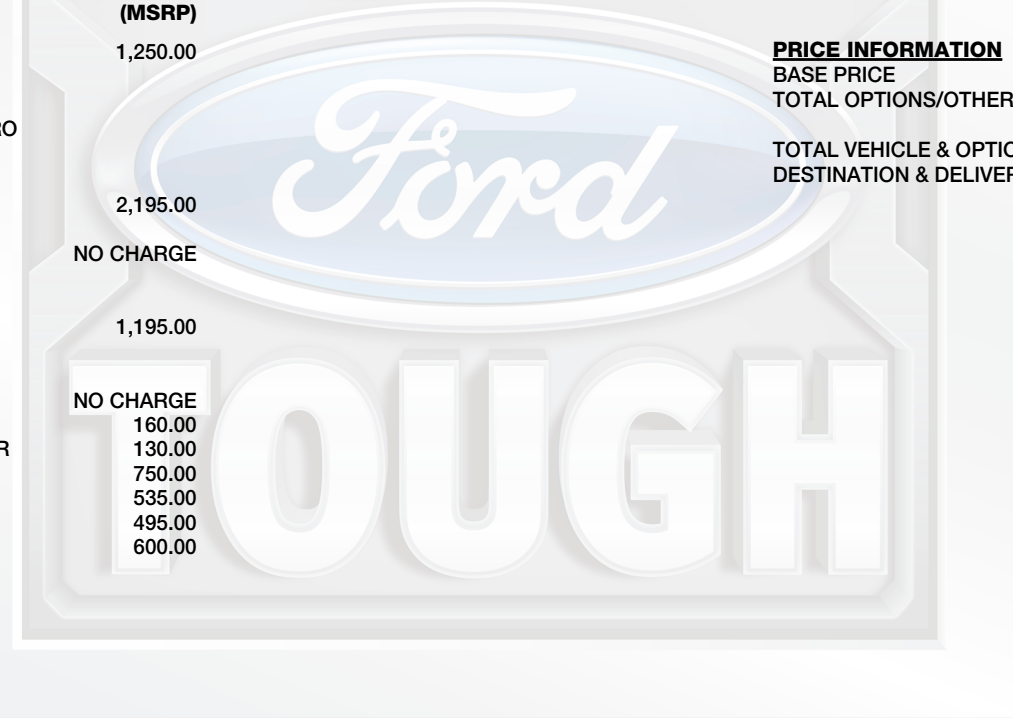 (MSRP)
1,250.00
RO
2,195.00
NO CHARGE
1,195.00
NO CHARGE
160.00
R 130.00
750.00
535.00
495.00
600.00
PRICE INFORMATION
BASE PRICE
TOTAL OPTIONS/OTHER
TOTAL VEHICLE & OPTIO
DESTINATION & DELIVER
Ford
TOUGH